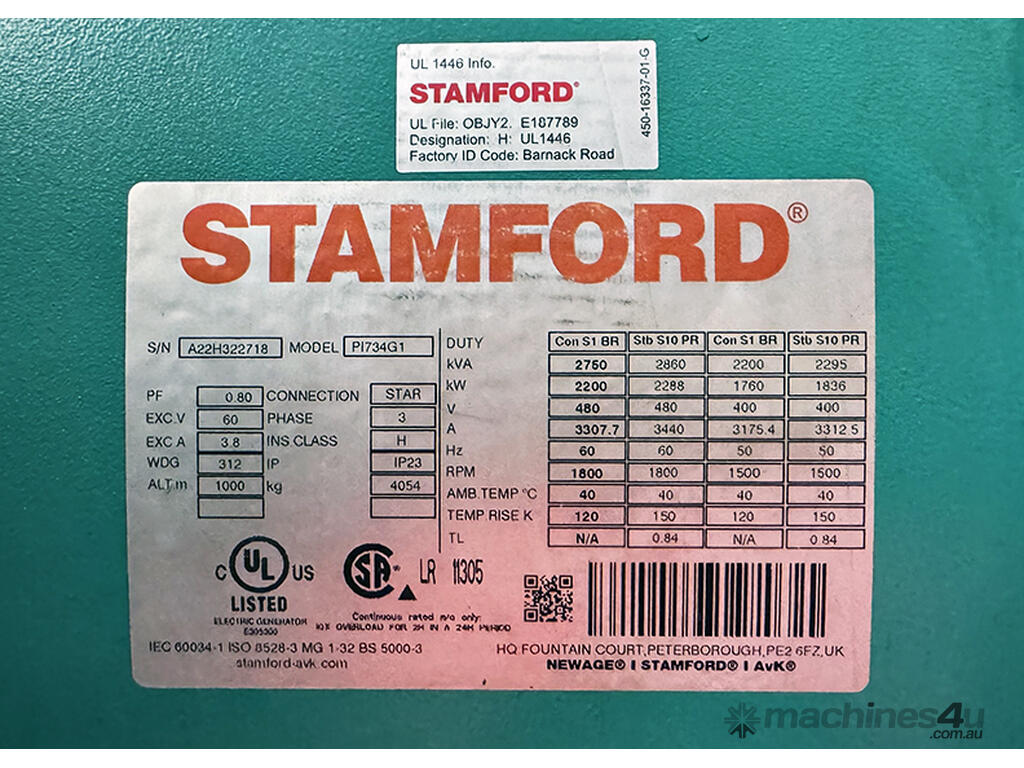 UL 1446 Info.
STAMFORD®
UL File: OBJY2. E187789
Designation: H: UL1446
Factory ID Code: Barnack Road
450-16337-01-G
STAMFORD®
S/N A22H322718 MODEL PI734G1
PF 0.80 CONNECTION STAR
EXC.V 60 PHASE 3
EXC A 3.8 INS CLASS H
WDG 312 IP IP23
ALT.m 1000 kg 4054
DUTY Con S1 BR Stb S10 PR Con S1 BR Stb S10 PR
kVA 2750 2860 2200 2295
kW 2200 2288 1760 1836
V 480 480 400 400
A 3307.7 3440 3175.4 3312.5
Hz 60 60 50 50
RPM 1800 1800 1500 1500
AMB.TEMP °C 40 40 40 40
TEMP.RISE K 120 150 120 150
TL N/A 0.84 N/A 0.84
C UL US
LISTED
ELECTRIC GENERATOR
SA® LR 11305
Continuous rated m/c only:
10% OVERLOAD FOR 2H IN A 24H PERIOD
IEC 60034-1 ISO 8528-3 MG 1-32 BS 5000-3
stamford-avk.com
HQ FOUNTAIN COURT,PETERBOROUGH,PE2 6FZ,UK
NEWAGE® I STAMFORD® I AvK®
machines4u
.com.au